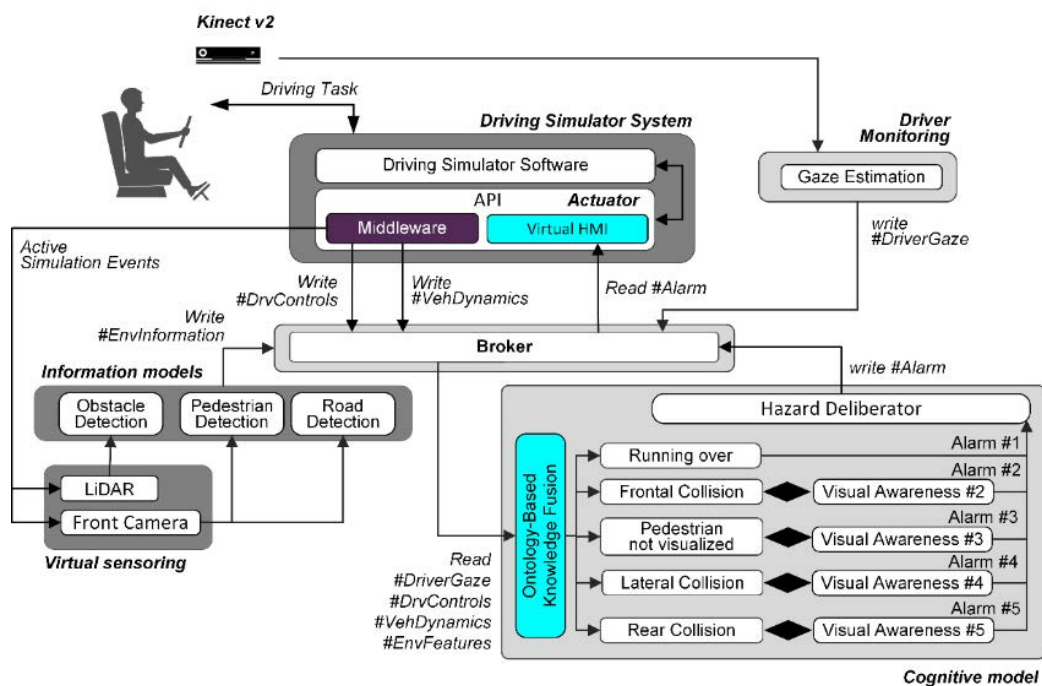 Kinect v2
Driving Task
Driving Simulator System
Driver
Monitoring
Driving Simulator Software
Gaze Estimation
API
Actuator
Middleware
Virtual HMI
Active
Simulation Events
write
#DriverGaze
Write
#DrvControls
Write
#VehDynamics
Read #Alarm
Write
#EnvInformation
Broker
Information models
write #Alarm
Obstacle
Detection
Pedestrian
Detection
Road
Detection
Hazard Deliberator
LiDAR
Front Camera
Virtual sensoring
Ontology-Based
Knowledge Fusion
Running over
Alarm #1
Alarm #2
Frontal Collision
Visual Awareness #2
Alarm #3
Pedestrian
not visualized
Visual Awareness #3
Alarm #4
Lateral Collision
Visual Awareness #4
Alarm #5
Rear Collision
Visual Awareness #5
Read
#DriverGaze
#DrvControls
#VehDynamics
#EnvFeatures
Cognitive model